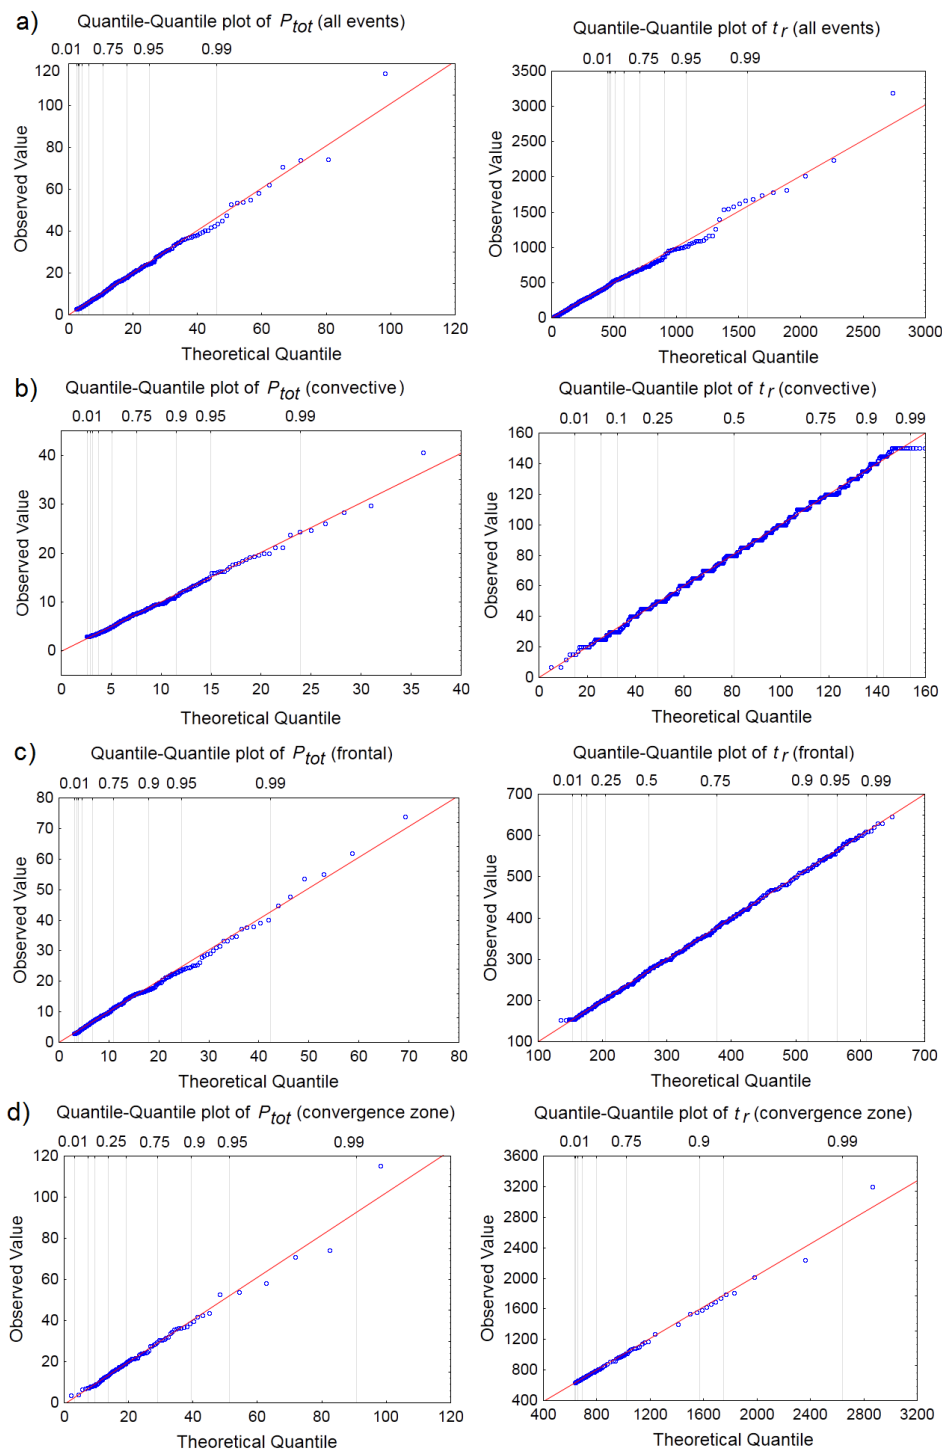 a)
Quantile-Quantile plot of P_tot (all events)
0.01 0.75 0.95 0.99
120
100
80
60
40
20
0
Observed Value
0 20 40 60 80 100 120
Theoretical Quantile
Quantile-Quantile plot of t_r (all events)
0.01 0.75 0.95 0.99
3500
3000
2500
2000
1500
1000
500
0
Observed Value
0 500 1000 1500 2000 2500 3000
Theoretical Quantile
b)
Quantile-Quantile plot of P_tot (convective)
0.01 0.75 0.9 0.95 0.99
40
30
20
10
0
Observed Value
0 5 10 15 20 25 30 35 40
Theoretical Quantile
Quantile-Quantile plot of t_r (convective)
0.01 0.1 0.25 0.5 0.75 0.9 0.99
160
140
120
100
80
60
40
20
0
Observed Value
0 20 40 60 80 100 120 140 160
Theoretical Quantile
c)
Quantile-Quantile plot of P_tot (frontal)
0.01 0.75 0.9 0.95 0.99
80
70
60
50
40
30
20
10
0
Observed Value
0 10 20 30 40 50 60 70 80
Theoretical Quantile
Quantile-Quantile plot of t_r (frontal)
0.01 0.25 0.5 0.75 0.9 0.95 0.99
700
600
500
400
300
200
100
Observed Value
100 200 300 400 500 600 700
Theoretical Quantile
d)
Quantile-Quantile plot of P_tot (convergence zone)
0.01 0.25 0.75 0.9 0.95 0.99
120
100
80
60
40
20
0
Observed Value
0 20 40 60 80 100 120
Theoretical Quantile
Quantile-Quantile plot of t_r (convergence zone)
0.01 0.75 0.9 0.99
3600
3200
2800
2400
2000
1600
1200
800
400
Observed Value
400 800 1200 1600 2000 2400 2800 3200
Theoretical Quantile